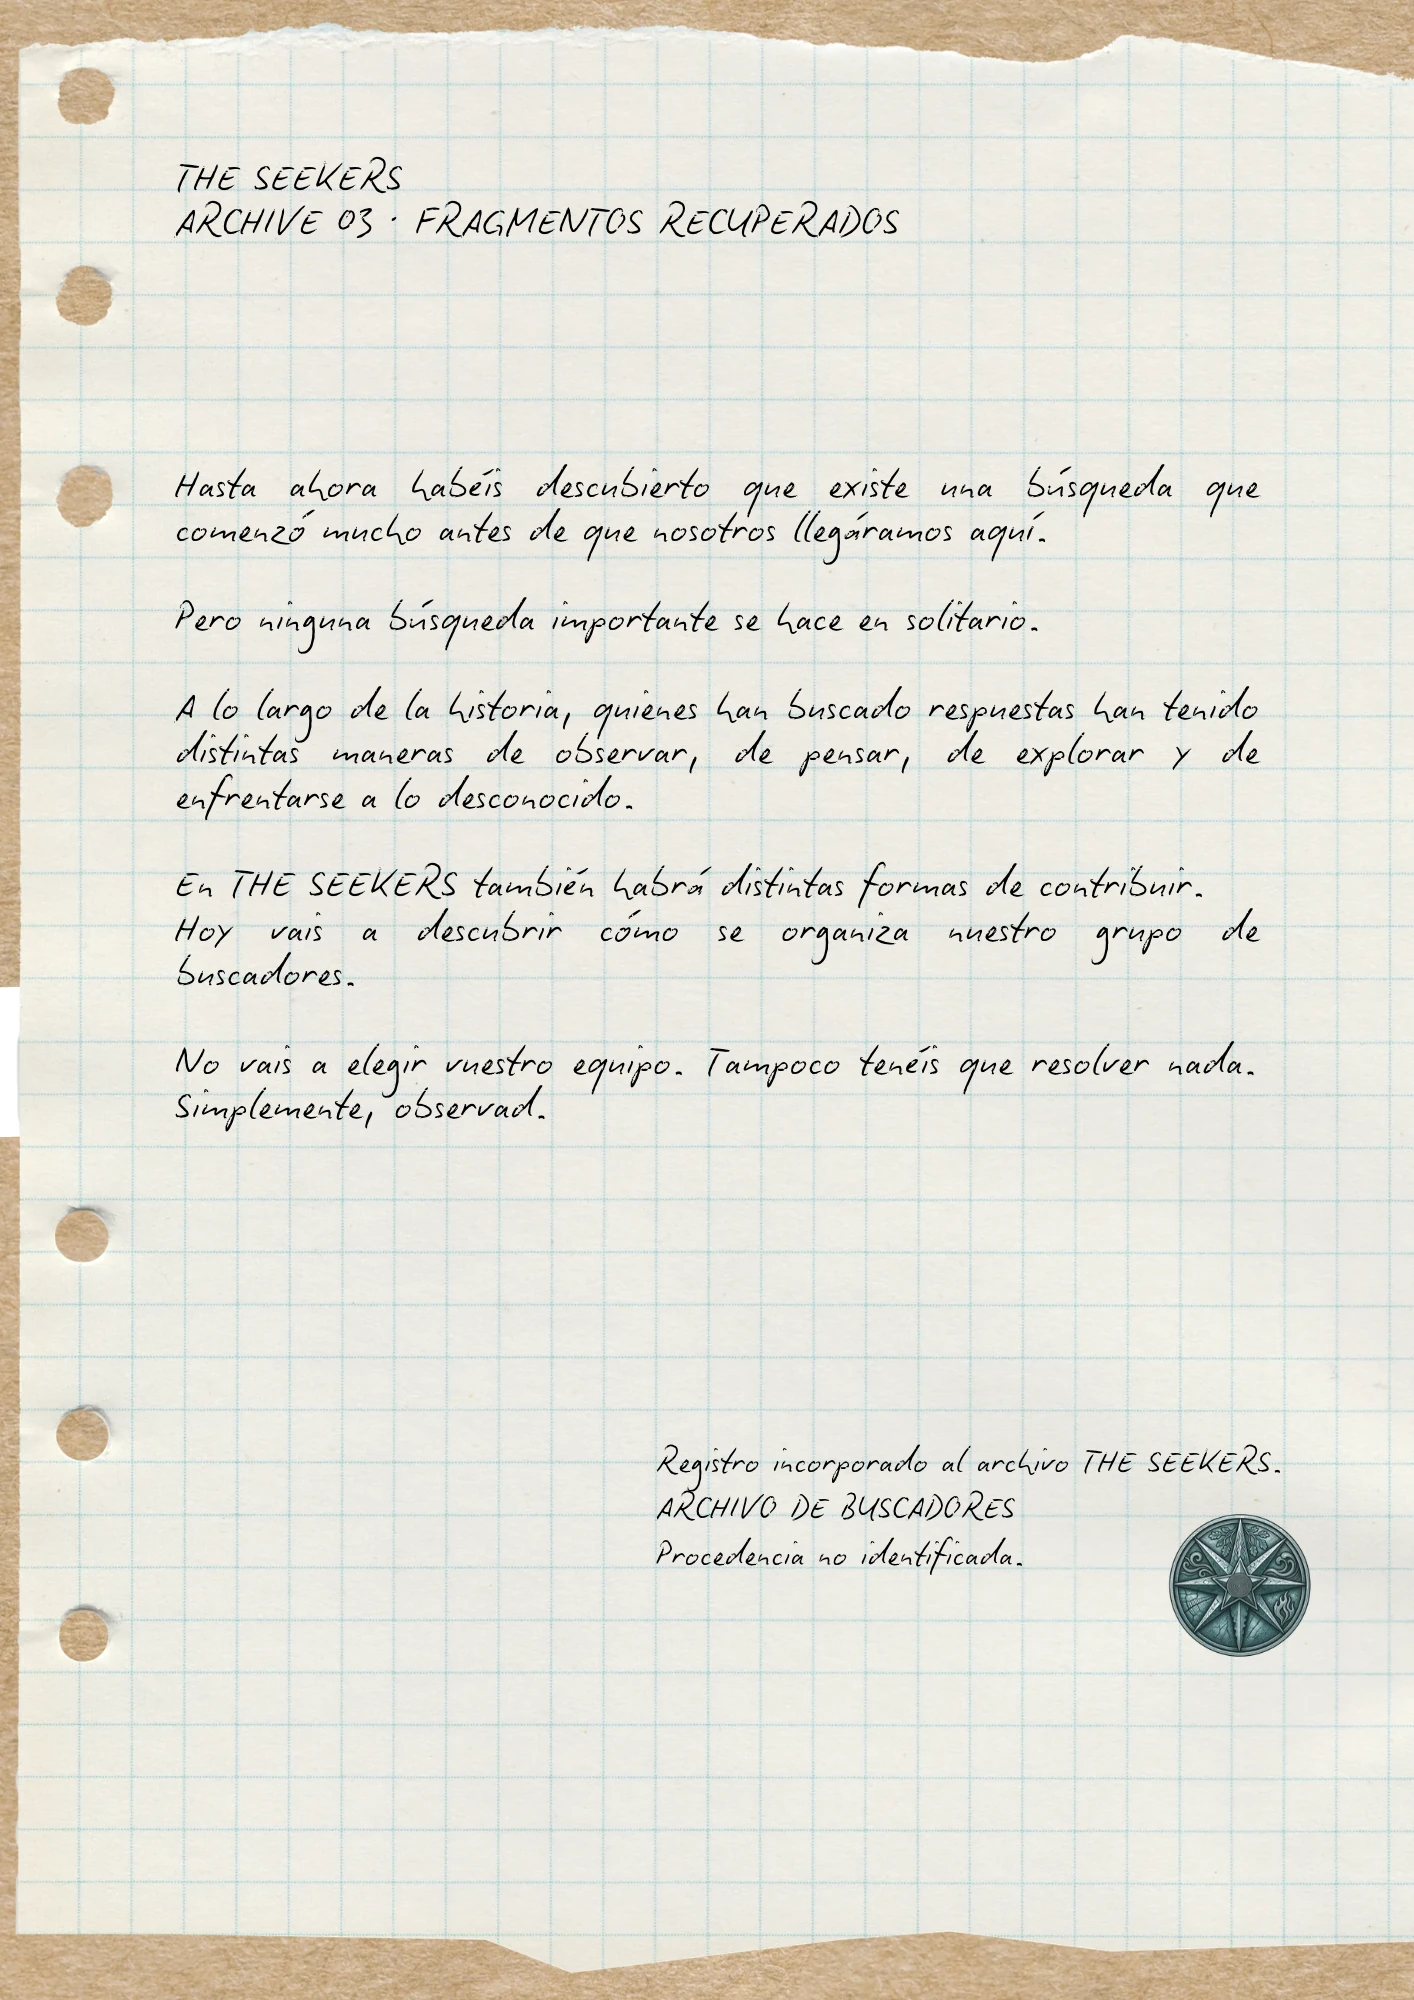 THE SEEKERS
ARCHIVE 03 · FRAGMENTOS RECUPERADOS
Hasta ahora habéis descubierto que existe una búsqueda que
comenzó mucho antes de que nosotros llegáramos aquí.
Pero ninguna búsqueda importante se hace en solitario.
A lo largo de la historia, quienes han buscado respuestas han tenido
distintas maneras de observar, de pensar, de explorar y de
enfrentarse a lo desconocido.
En THE SEEKERS también habrá distintas formas de contribuir.
Hoy vais a descubrir cómo se organiza nuestro grupo de
buscadores.
No vais a elegir vuestro equipo. Tampoco tenéis que resolver nada.
Simplemente, observad.
Registro incorporado al archivo THE SEEKERS.
ARCHIVO DE BUSCADORES
Procedencia no identificada.